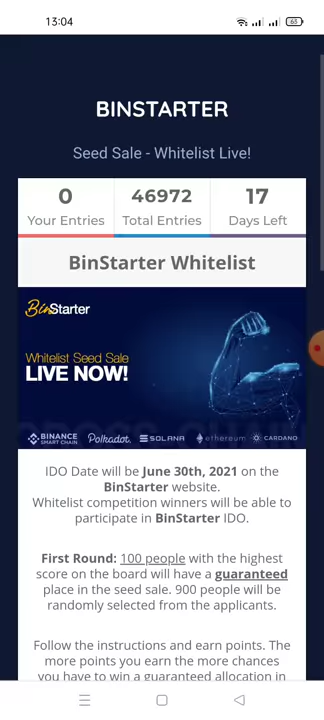 13:04
63
BINSTARTER
Seed Sale - Whitelist Live!
0 46972 17
Your Entries Total Entries Days Left
BinStarter Whitelist
BinStarter
Whitelist Seed Sale
LIVE NOW!
BINANCE SMART CHAIN Polkadot. SOLANA ethereum CARDANO
IDO Date will be June 30th, 2021 on the
BinStarter website.
Whitelist competition winners will be able to
participate in BinStarter IDO.
First Round: 100 people with the highest
score on the board will have a guaranteed
place in the seed sale. 900 people will be
randomly selected from the applicants.
Follow the instructions and earn points. The
more points you earn the more chances
you have to win a guaranteed allocation in